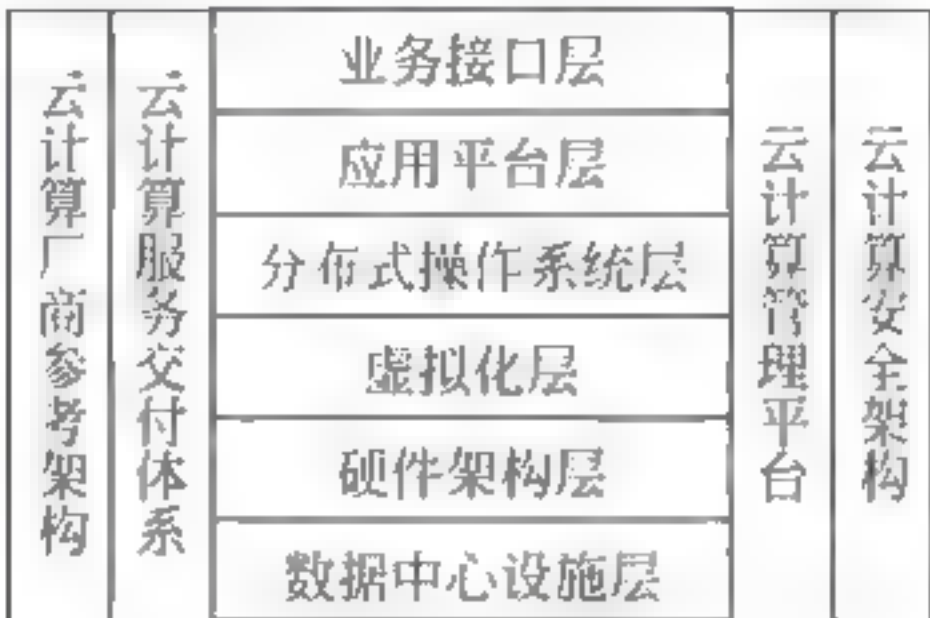 云计算厂商参考架构
云计算服务交付体系
业务接口层
应用平台层
分布式操作系统层
虚拟化层
硬件架构层
数据中心设施层
云计算管理平台
云计算安全架构